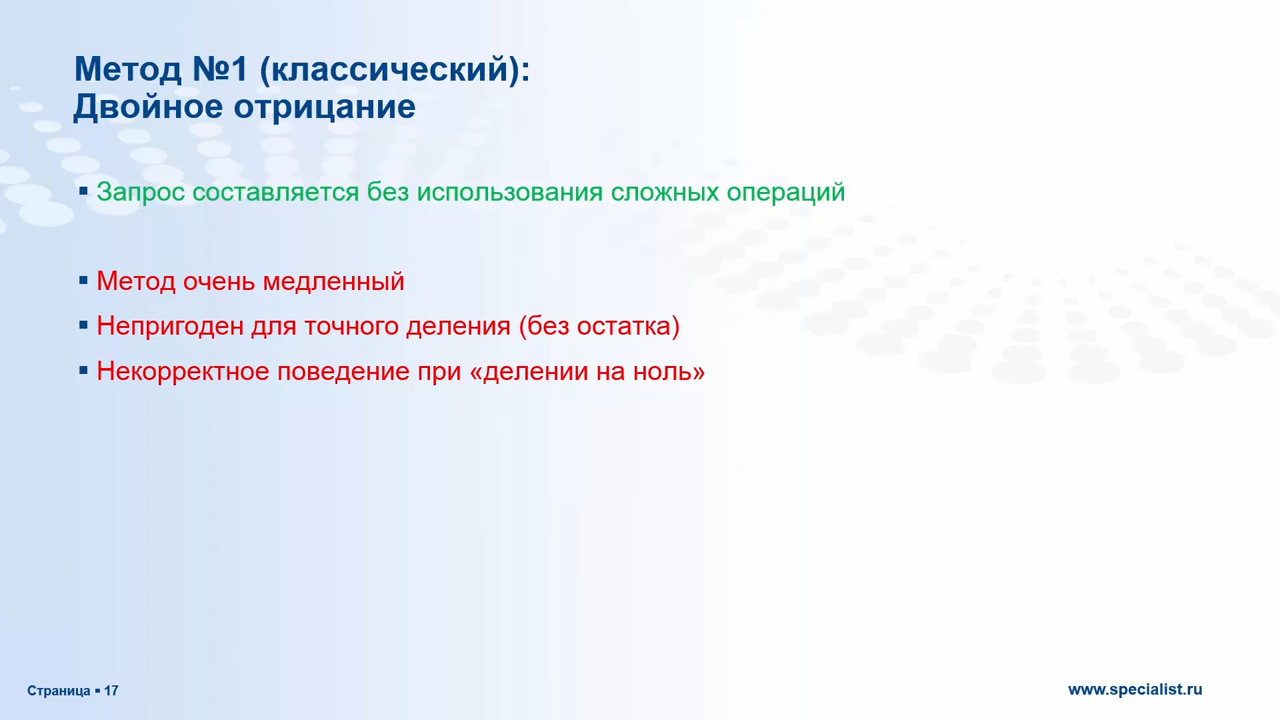 Метод №1 (классический):
Двойное отрицание
▪ Запрос составляется без использования сложных операций
▪ Метод очень медленный
▪ Непригоден для точного деления (без остатка)
▪ Некорректное поведение при «делении на ноль»
Страница ▪ 17
www.specialist.ru